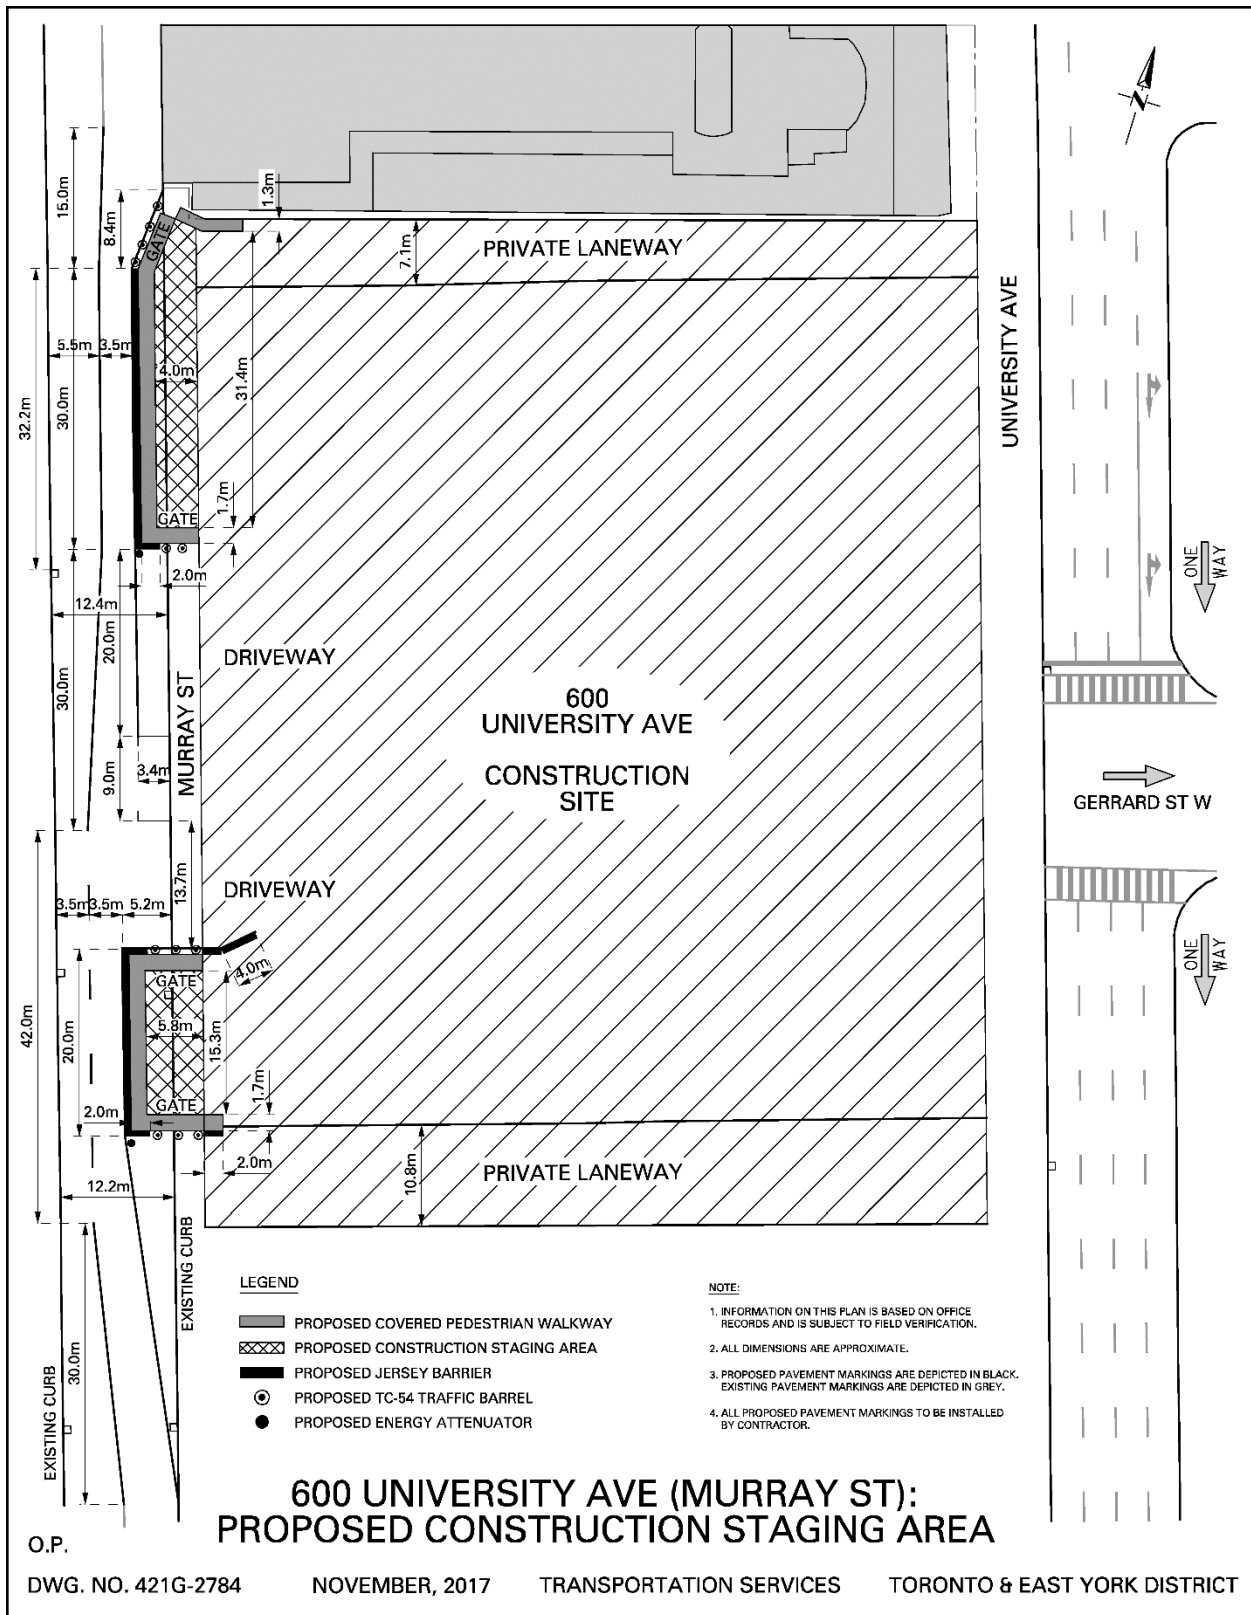 N
15.0m
8.4m
1.3m
GATE
7.1m
PRIVATE LANEWAY
UNIVERSITY AVE
5.5m
3.5m
4.0m
32.2m
30.0m
31.4m
1.7m
GATE
2.0m
12.4m
20.0m
30.0m
DRIVEWAY
MURRAY ST
600
UNIVERSITY AVE
CONSTRUCTION
SITE
ONE
WAY
3.4m
9.0m
GERRARD ST W
13.7m
DRIVEWAY
3.5m
3.5m
5.2m
4.0m
GATE
ONE
WAY
42.0m
20.0m
5.8m
15.3m
1.7m
GATE
2.0m
2.0m
10.8m
PRIVATE LANEWAY
12.2m
EXISTING CURB
30.0m
EXISTING CURB
LEGEND
PROPOSED COVERED PEDESTRIAN WALKWAY
PROPOSED CONSTRUCTION STAGING AREA
PROPOSED JERSEY BARRIER
PROPOSED TC-54 TRAFFIC BARREL
PROPOSED ENERGY ATTENUATOR
NOTE:
1. INFORMATION ON THIS PLAN IS BASED ON OFFICE
RECORDS AND IS SUBJECT TO FIELD VERIFICATION.
2. ALL DIMENSIONS ARE APPROXIMATE.
3. PROPOSED PAVEMENT MARKINGS ARE DEPICTED IN BLACK.
EXISTING PAVEMENT MARKINGS ARE DEPICTED IN GREY.
4. ALL PROPOSED PAVEMENT MARKINGS TO BE INSTALLED
BY CONTRACTOR.
600 UNIVERSITY AVE (MURRAY ST):
PROPOSED CONSTRUCTION STAGING AREA
O.P.
DWG. NO. 421G-2784 NOVEMBER, 2017 TRANSPORTATION SERVICES TORONTO & EAST YORK DISTRICT